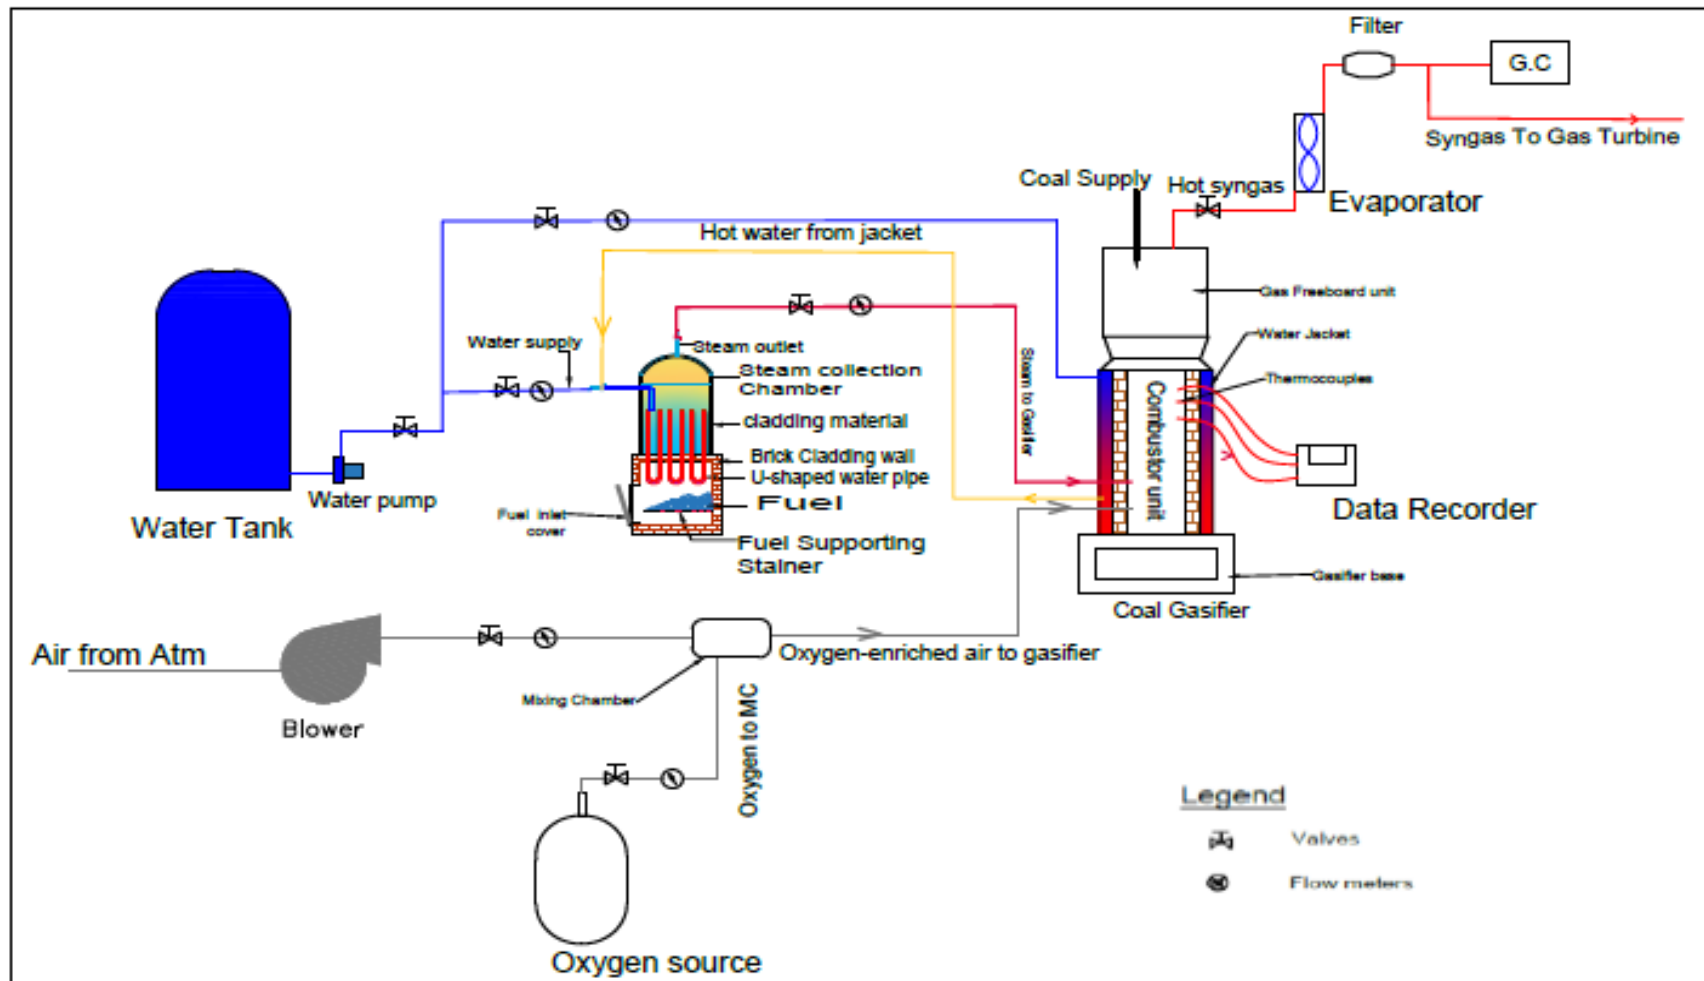 Filter
G.C
Syngas To Gas Turbine
Coal Supply
Hot syngas
Evaporator
Hot water from jacket
Gas Freeboard unit
Water Jacket
Water supply
Steam outlet
Steam collection
Chamber
Steam to Gasifier
Thermocouples
Combustor unit
cladding material
Brick Cladding wall
U-shaped water pipe
Water pump
Water Tank
Fuel
Fuel inlet
cover
Data Recorder
Fuel Supporting
Stainer
Gasifier base
Coal Gasifier
Air from Atm
Oxygen-enriched air to gasifier
Mixing Chamber
Blower
Oxygen to MC
Legend
Valves
Flow meters
Oxygen source